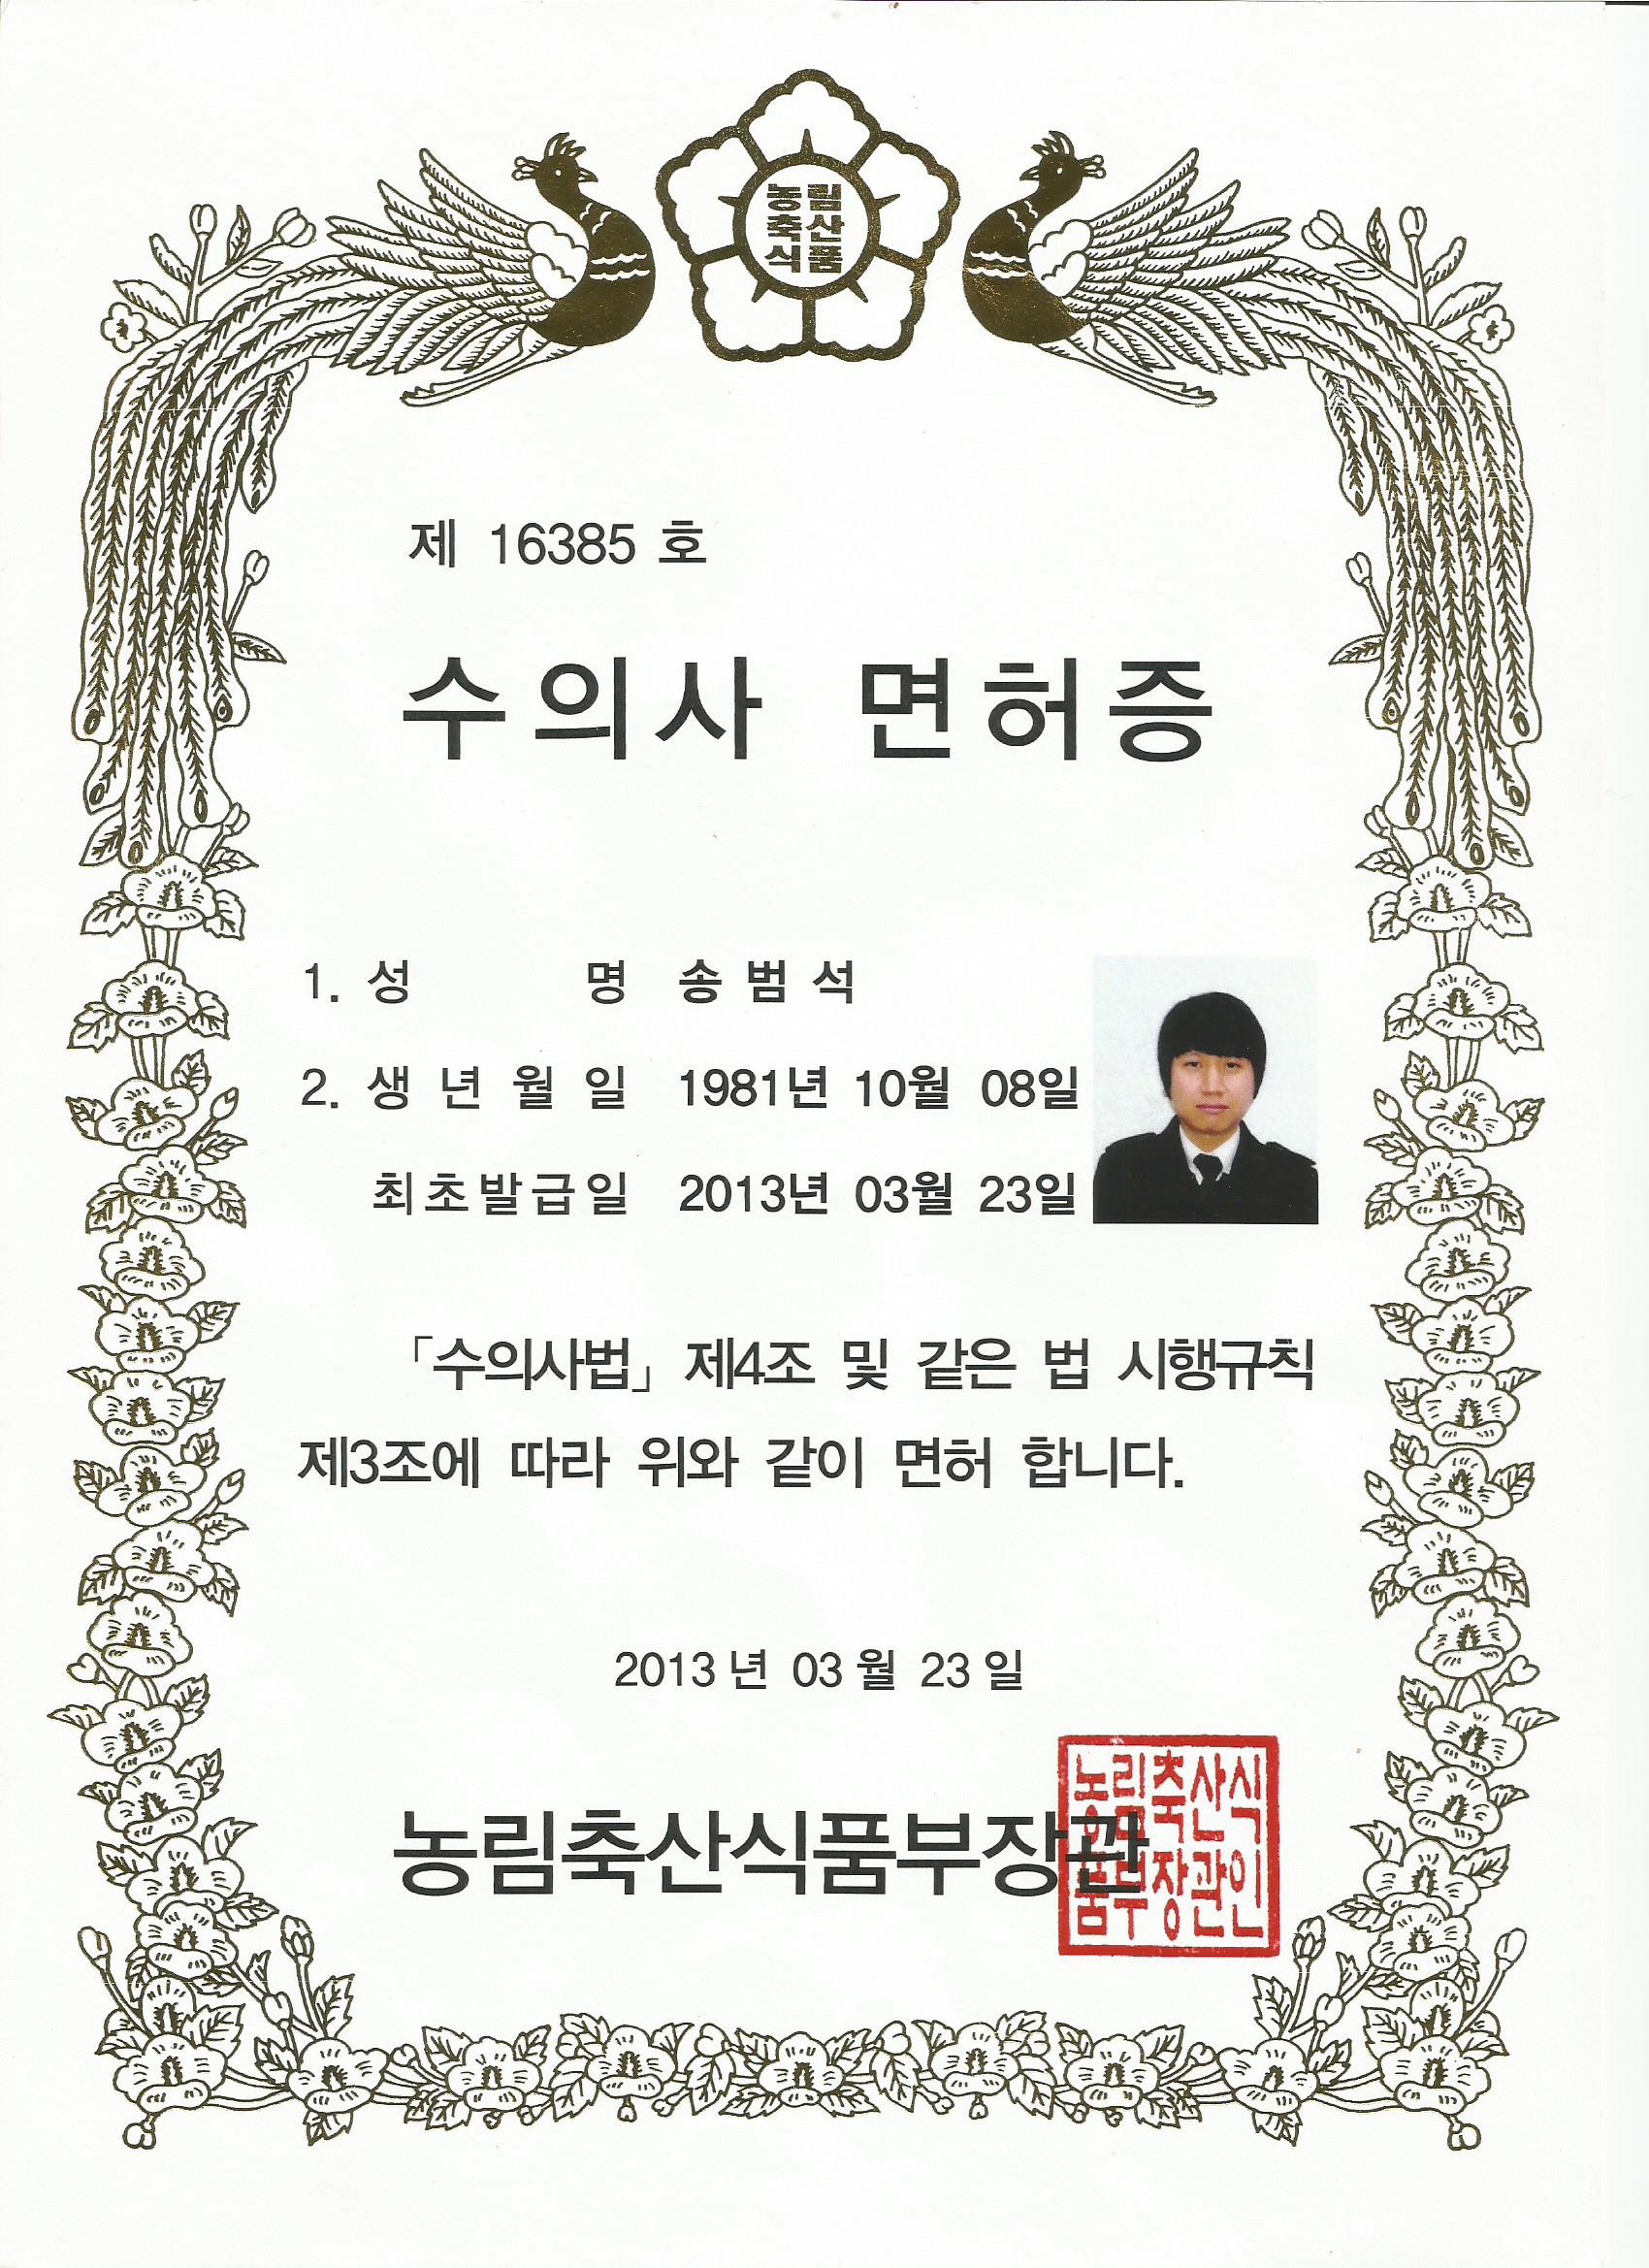 농림
축산
식품
제 16385 호
수의사 면허증
1. 성 명 송 범 석
2. 생 년 월 일 1981년 10월 08일
최초발급일 2013년 03월 23일
「수의사법」 제4조 및 같은 법 시행규칙
제3조에 따라 위와 같이 면허 합니다.
2013 년 03 월 23 일
농림축산식품부장관
농림축산식
품부장관인